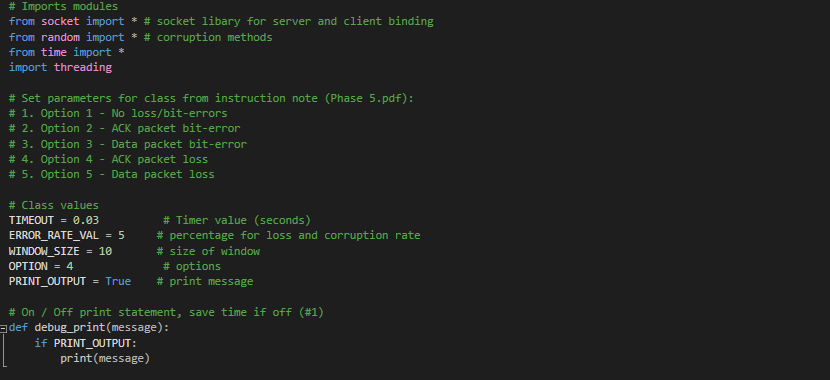 # Imports modules
from socket import * # socket libary for server and client binding
from random import * # corruption methods
from time import *
import threading
# Set parameters for class from instruction note (Phase 5.pdf):
# 1. Option 1 - No loss/bit-errors
# 2. Option 2 - ACK packet bit-error
# 3. Option 3 - Data packet bit-error
# 4. Option 4 - ACK packet loss
# 5. Option 5 - Data packet loss
# Class values
TIMEOUT = 0.03 # Timer value (seconds)
ERROR_RATE_VAL = 5 # percentage for loss and corruption rate
WINDOW_SIZE = 10 # size of window
OPTION = 4 # options
PRINT_OUTPUT = True # print message
# On / Off print statement, save time if off (#1)
def debug_print(message):
if PRINT_OUTPUT:
print(message)